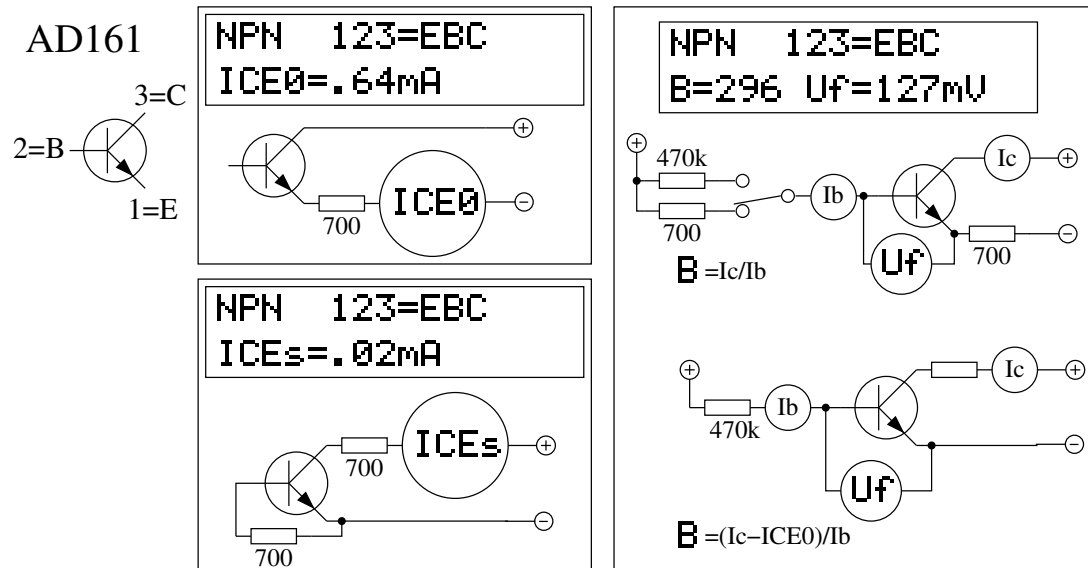 AD161
3=C
2=B
1=E
NPN 123=EBC
ICE0=.64mA
+
ICE0
−
700
NPN 123=EBC
ICEs=.02mA
ICEs
+
700
−
700
NPN 123=EBC
B=296 Uf=127mV
+
470k
Ic
+
Ib
700
Uf
−
700
B =Ic/Ib
+
Ic
+
Ib
470k
−
Uf
B =(Ic−ICE0)/Ib